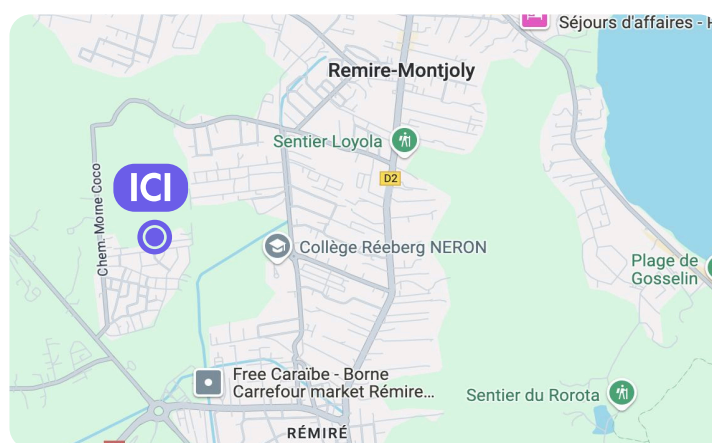 Séjours d'affaires - H
Remire-Montjoly
Sentier Loyola
D2
Chem. Morne Coco
ICI
Collège Réeberg NERON
Plage de
Gosselin
Free Caraïbe - Borne
Carrefour market Rémire...
Sentier du Rorota
RÉMIRÉ